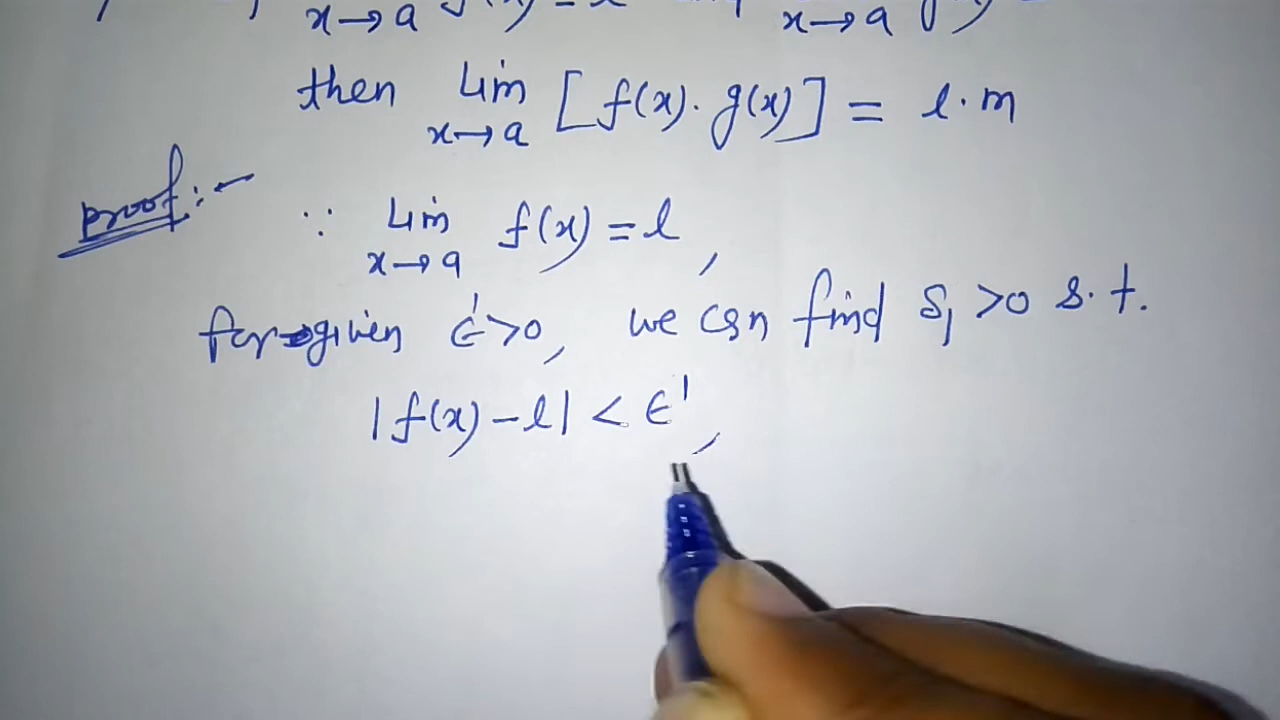 x→a x→a
then Lim [f(x). g(x)] = l.m
x→a
Proof:-
∵ Lim f(x) = l,
x→a
for given ε'>0, we can find δ₁>0 s.t.
|f(x)-l| < ε',